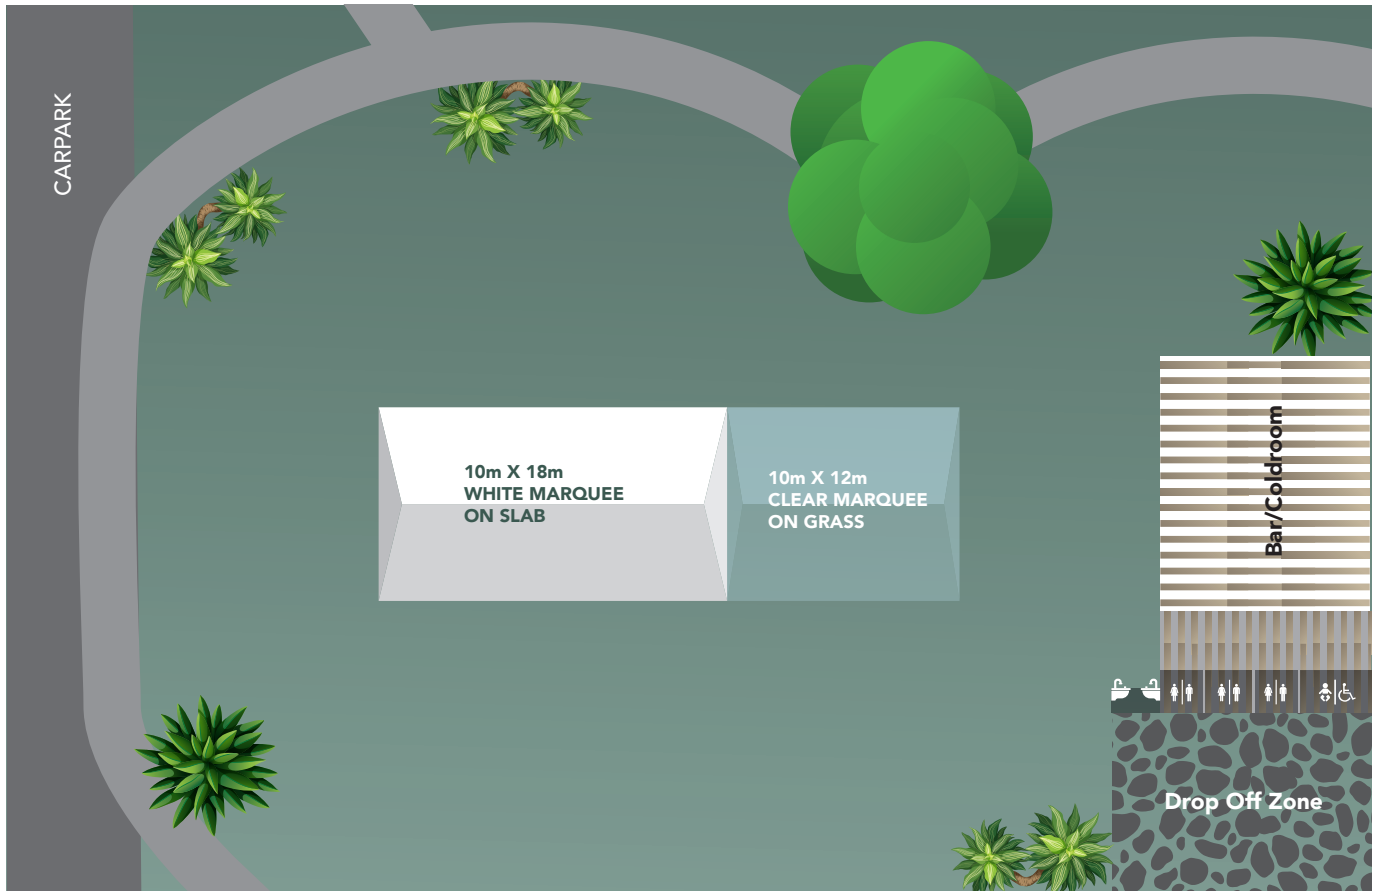 CARPARK
10m X 18m
WHITE MARQUEE
ON SLAB
10m X 12m
CLEAR MARQUEE
ON GRASS
Bar/Coldroom
Drop Off Zone